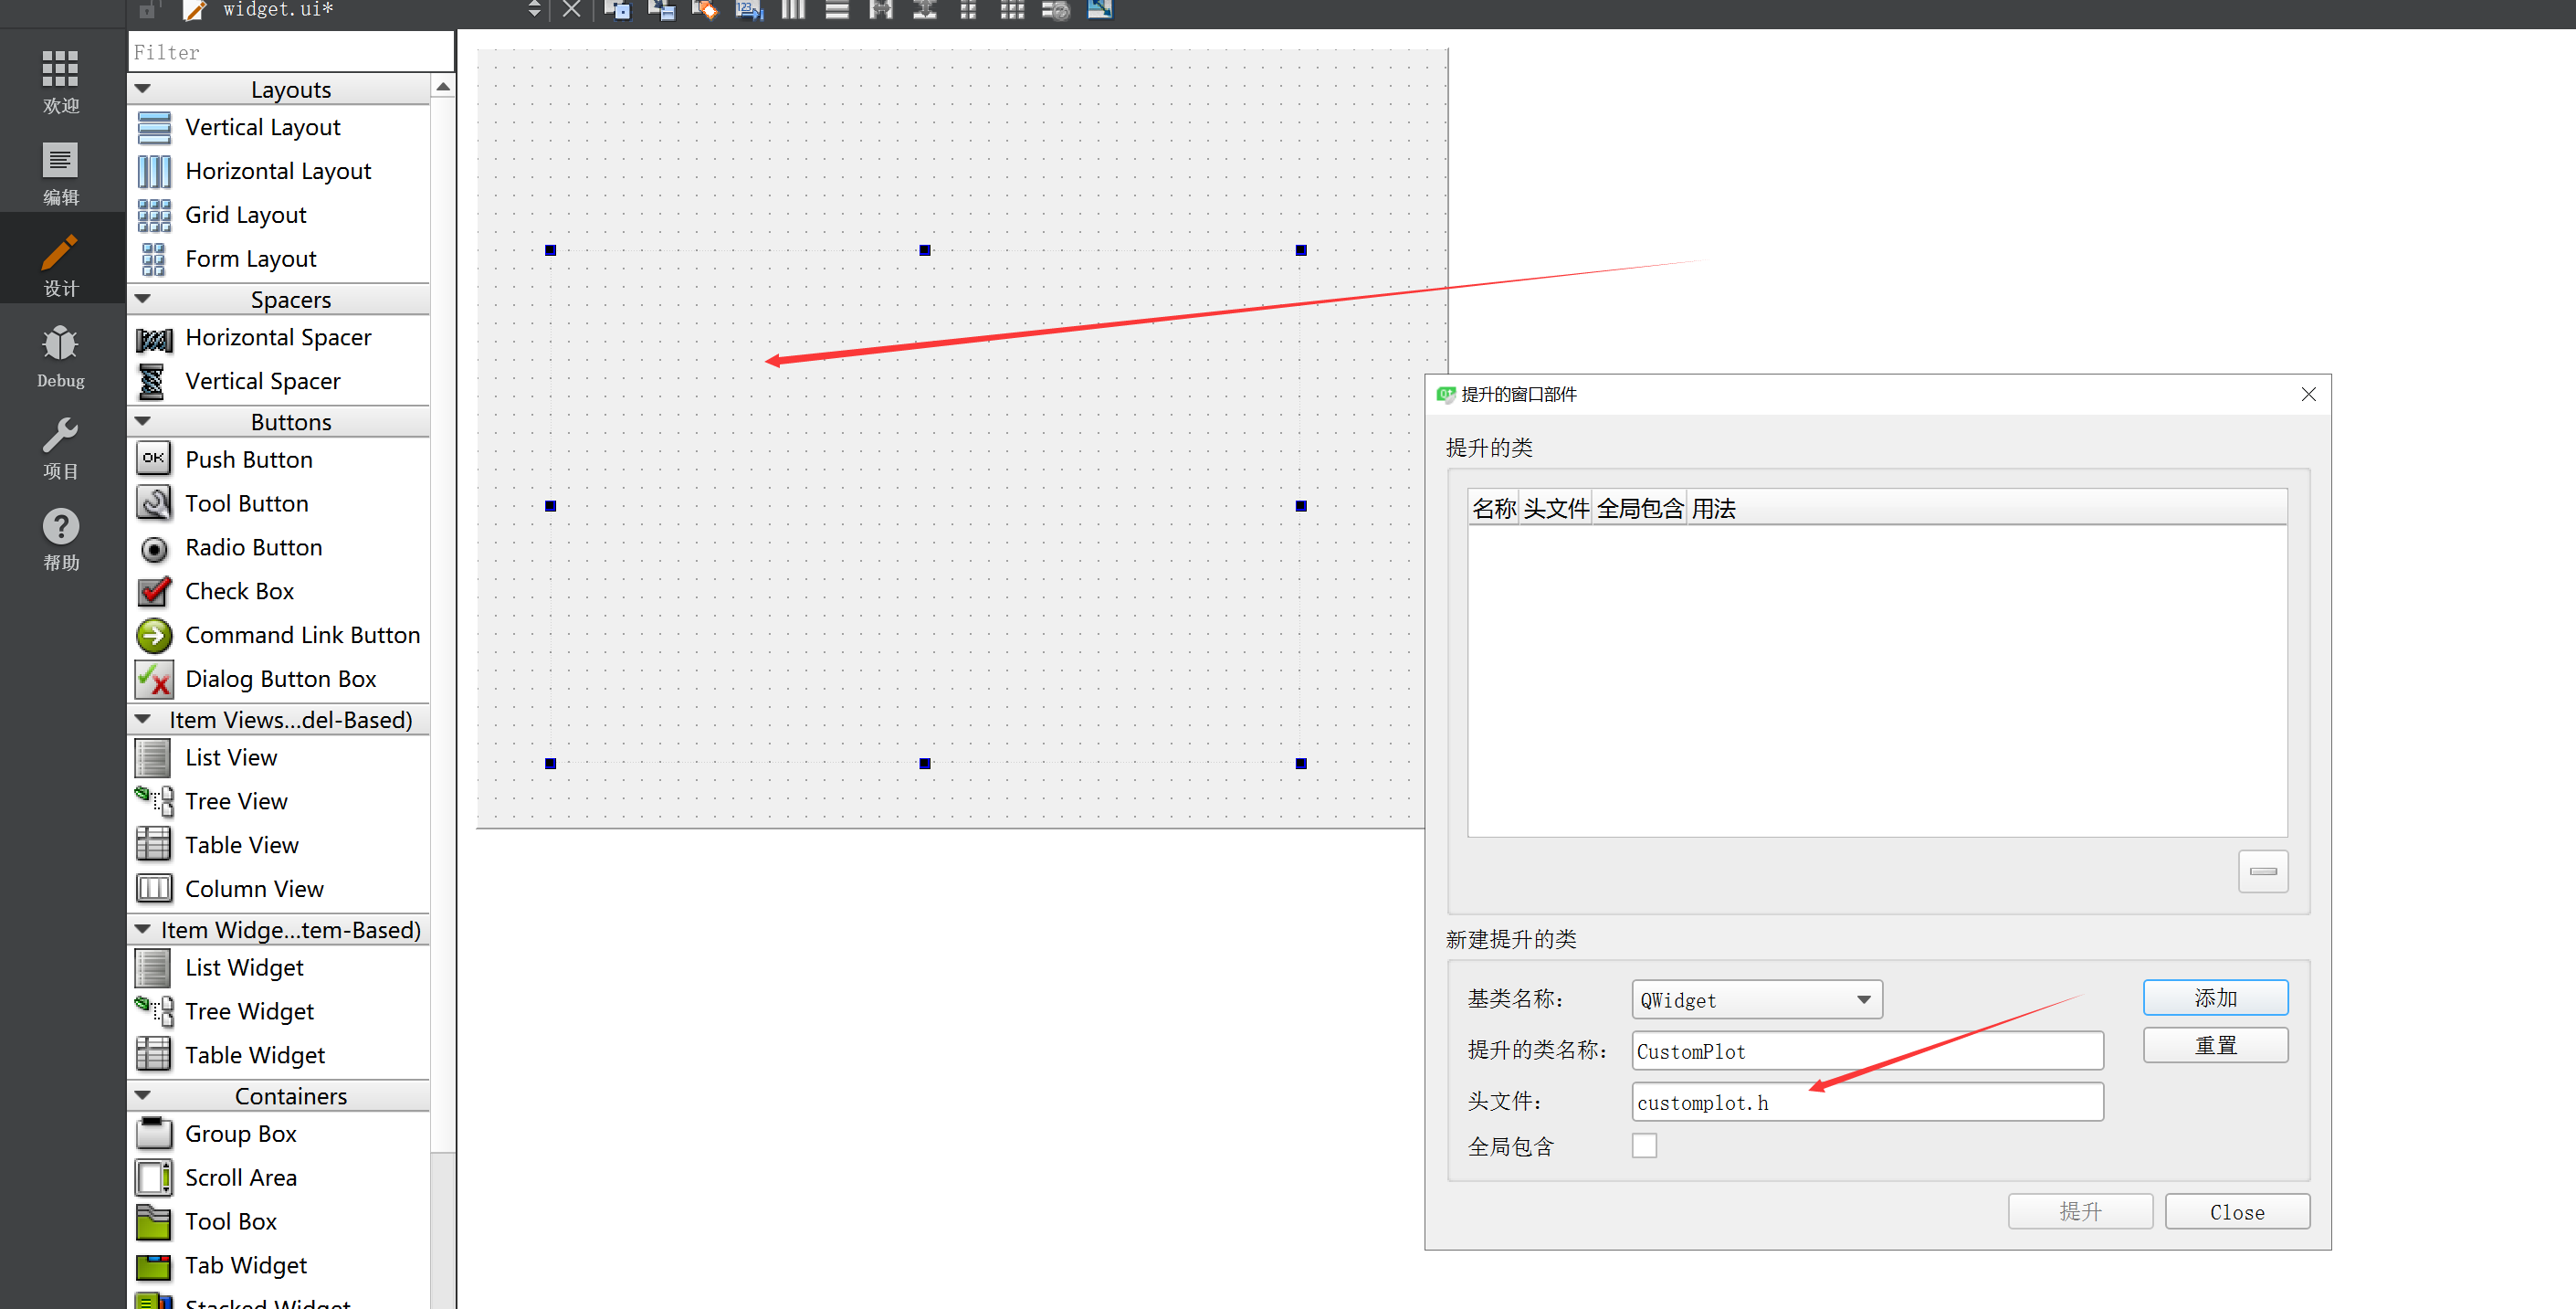 widget.ui*
Filter
欢迎
编辑
设计
Debug
项目
帮助
Layouts
Vertical Layout
Horizontal Layout
Grid Layout
Form Layout
Spacers
Horizontal Spacer
Vertical Spacer
Buttons
OK
Push Button
Tool Button
Radio Button
Check Box
Command Link Button
Dialog Button Box
Item Views...del-Based)
List View
Tree View
Table View
Column View
Item Widge...tem-Based)
List Widget
Tree Widget
Table Widget
Containers
Group Box
Scroll Area
Tool Box
Tab Widget
Stacked Widget
提升的窗口部件
提升的类
名称 头文件 全局包含 用法
新建提升的类
基类名称： QWidget 添加
提升的类名称： CustomPlot 重置
头文件： customplot.h
全局包含
提升 Close